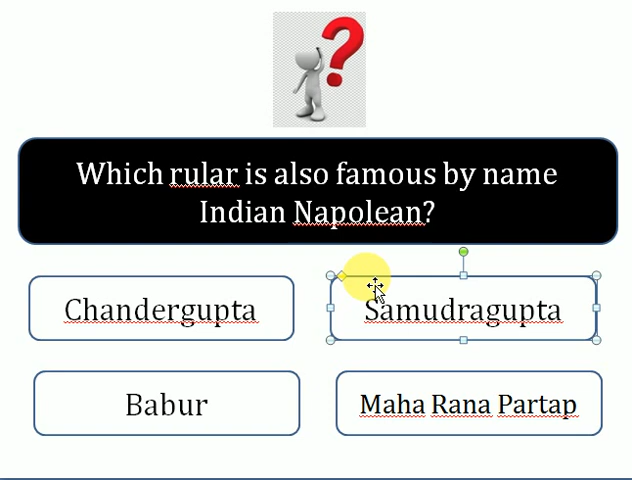 Which rular is also famous by name
Indian Napolean?
Chandergupta
Samudragupta
Babur
Maha Rana Partap